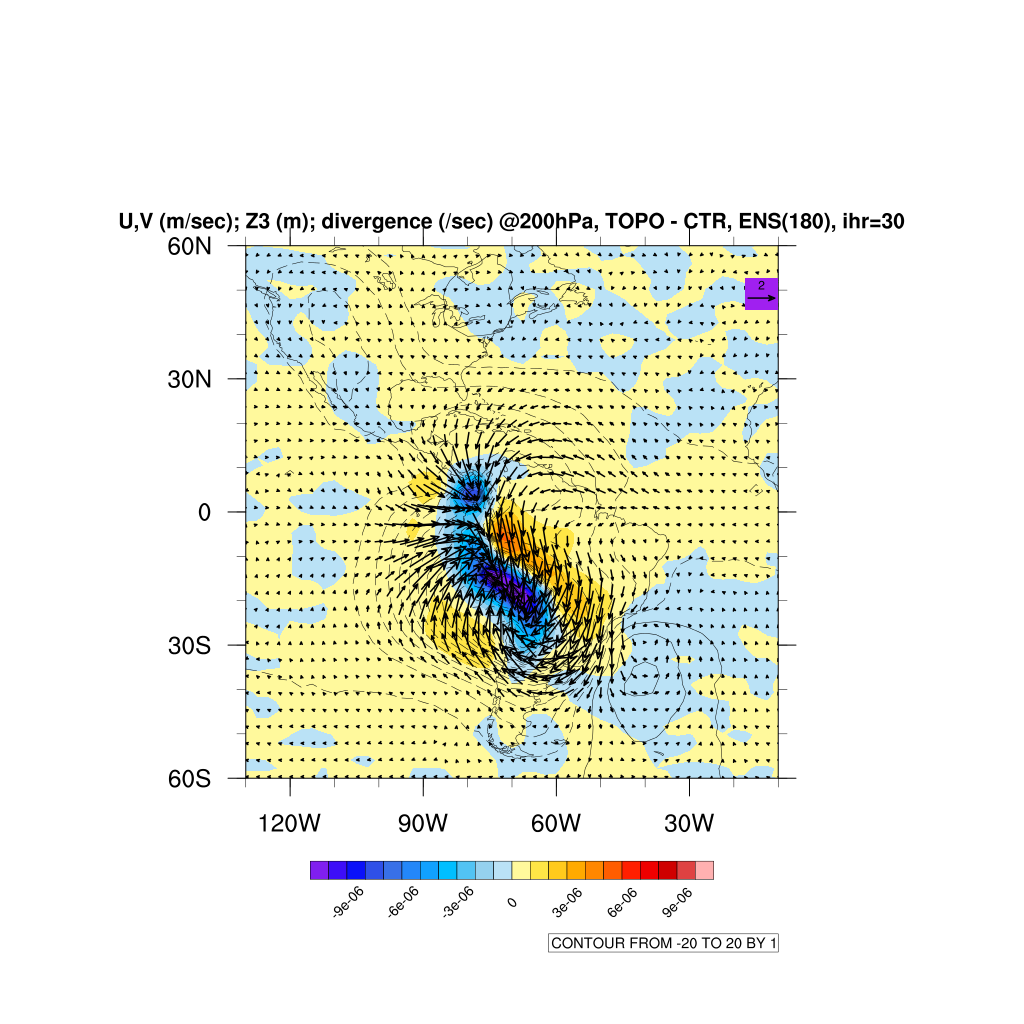 U,V (m/sec); Z3 (m); divergence (/sec) @200hPa, TOPO - CTR, ENS(180), ihr=30
60N
2
30N
0
30S
60S
120W 90W 60W 30W
-9e-06 -6e-06 -3e-06 0 3e-06 6e-06 9e-06
CONTOUR FROM -20 TO 20 BY 1